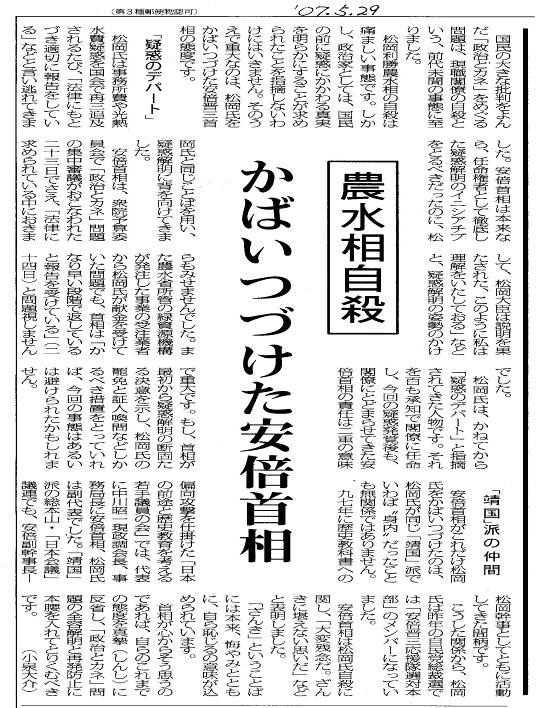 （第3種郵便物認可）
'07.5.29
農水相自殺
かばいつづけた安倍首相
国民の大きな批判をよん
だ「政治とカネ」をめぐる
問題は、現職閣僚の自殺と
いう、前代未聞の事態に至
りました。
松岡利勝農水相の自殺は
痛ましい事態です。しか
し、政治家としては、国民
の前に疑惑にかかわる真実
を明らかにすることが求め
られたことを指摘しないわ
けにはいきません。そのう
えで重大なのは、松岡氏を
かばいつづけた安倍晋三首
相の態度です。
「疑惑のデパート」
松岡氏は事務所費や光熱
水費疑惑を国会で再三追及
されるたび、「法律にもと
づき適切に報告をしてい
る」などと言い逃れてきま
した。安倍首相は本来な
ら、任命権者として徹底し
た疑惑解明のイニシアチブ
をとるべきだったのに、松
岡氏と同じことばを用い、
疑惑解明に背を向けてきま
した。
安倍首相は、衆院予算委
員会で「政治とカネ」問題
の集中審議がおこなわれた
二十三日でさえ、「法律に
求められている中におきま
して、松岡大臣は説明を果
たされた、このように私は
理解をいたしておる」など
と、疑惑解明の姿勢のかけ
らもみせませんでした。ま
た農水省所管の緑資源機構
が発注した事業の受注業者
から松岡氏が献金を受けて
いた問題でも、首相は「か
なり早い段階で返している
と報告を受けている」（二
十四日）と問題視しません
でした。
松岡氏は、かねてから
「疑惑のデパート」と指摘
されてきた人物です。それ
を百も承知で閣僚に任命
し、今回の疑惑発覚後も、
閣僚にとどまらせてきた安
倍首相の責任は二重の意味
で重大です。もし、首相が
最初から疑惑解明の断固た
る決意を示し、松岡氏の
罷免と証人喚問などしか
るべき措置をとっていれ
ば、今回の事態はあるい
は避けられたかもしれま
せん。
「靖国」派の仲間
安倍首相がこれだけ松岡
氏をかばいつづけたのは、
松岡氏が同じ「靖国」派で
いわば“身内”だったこと
も無関係ではありません。
九七年に歴史教科書への
偏向攻撃を仕掛けた「日本
の前途と歴史教育を考える
若手議員の会」では、代表
に中川昭一現政調会長、事
務局長に安倍首相、松岡氏
は副代表でした。「靖国」
派の総本山・「日本会議」
議連でも、安倍副幹事長―
松岡幹事としてともに活動
してきた間柄です。
こうした関係から、松岡
氏は昨年の自民党総裁選で
は「安倍晋三応援隊選対本
部」のメンバーになってい
ました。
安倍首相は松岡氏自殺に
関し、「大変残念だ。ざん
きに堪えない思いだ」など
と表明しました。
「ざんき」ということば
には本来、悔やみととも
に、自ら恥じるの意味が込
められています。
首相が心からそう思うの
であれば、自らのこれまで
の態度を真摯（しんし）に
反省し、「政治とカネ」問
題の全容解明と再発防止に
本腰を入れてとりくむべき
です。
（小泉大介）